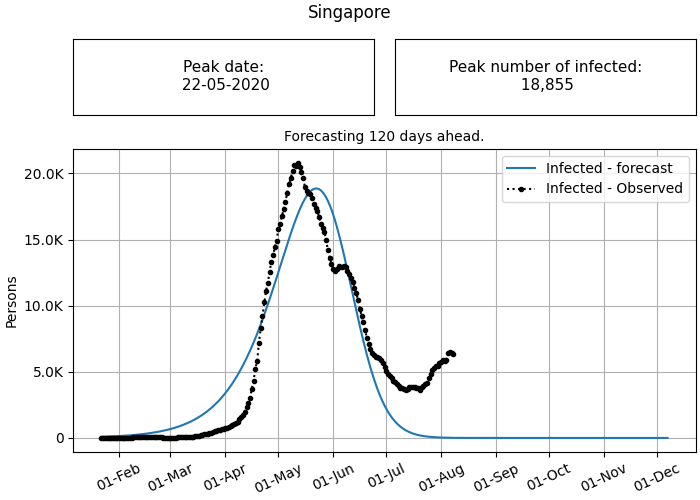 Singapore
Peak date:
22-05-2020
Peak number of infected:
18,855
Forecasting 120 days ahead.
Infected - forecast
Infected - Observed
20.0K
15.0K
10.0K
5.0K
0
Persons
01-Feb
01-Mar
01-Apr
01-May
01-Jun
01-Jul
01-Aug
01-Sep
01-Oct
01-Nov
01-Dec